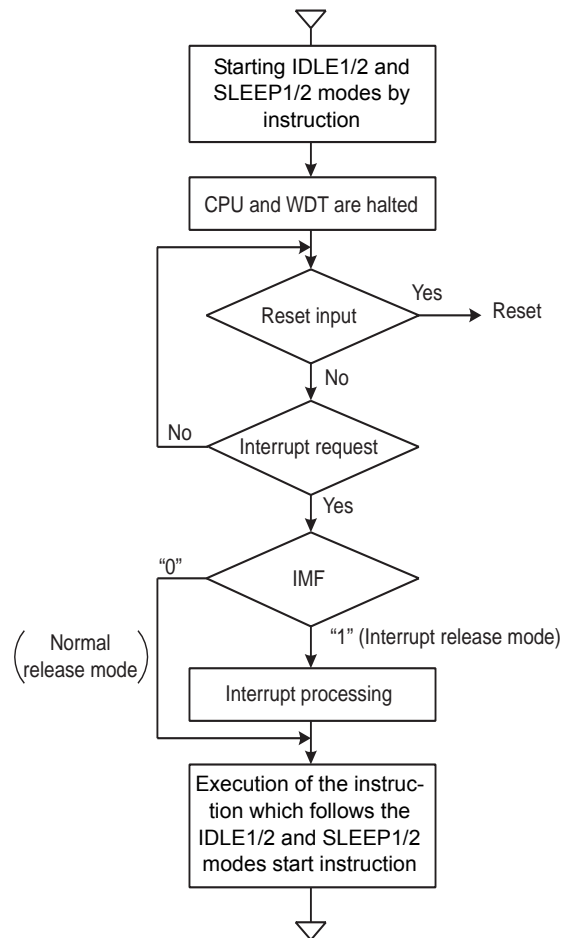 Starting IDLE1/2 and
SLEEP1/2 modes by
instruction
CPU and WDT are halted
Reset input
Yes
Reset
No
No
Interrupt request
Yes
“0”
IMF
Normal
release mode
“1” (Interrupt release mode)
Interrupt processing
Execution of the instruc-
tion which follows the
IDLE1/2 and SLEEP1/2
modes start instruction